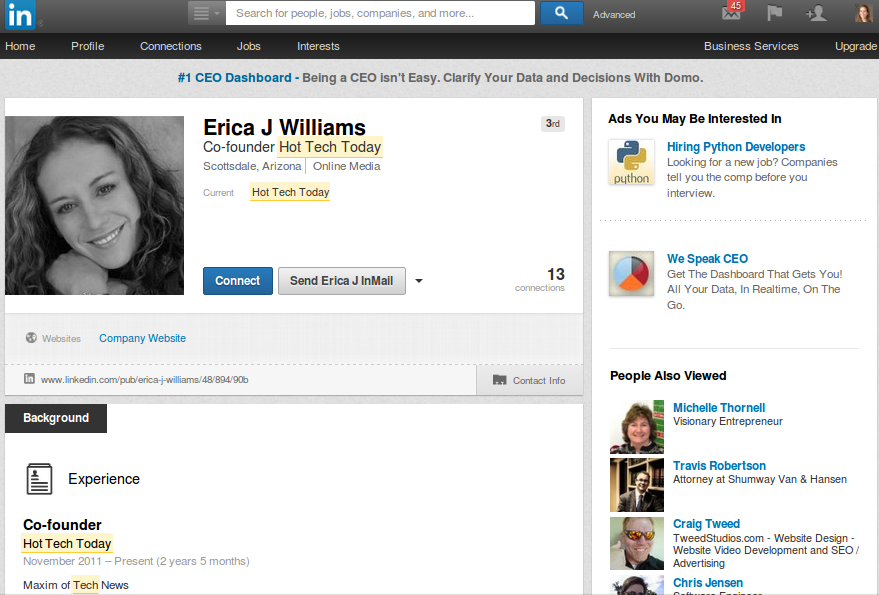 in
Search for people, jobs, companies, and more...
Advanced
45
Home Profile Connections Jobs Interests Business Services Upgrade
#1 CEO Dashboard - Being a CEO isn't Easy. Clarify Your Data and Decisions With Domo.
Erica J Williams
3rd
Co-founder Hot Tech Today
Scottsdale, Arizona | Online Media
Current Hot Tech Today
Connect
Send Erica J InMail
13
connections
Websites Company Website
in www.linkedin.com/pub/erica-j-williams/48/894/90b
Contact Info
Background
Experience
Co-founder
Hot Tech Today
November 2011 – Present (2 years 5 months)
Maxim of Tech News
Ads You May Be Interested In
python
Hiring Python Developers
Looking for a new job? Companies
tell you the comp before you
interview.
We Speak CEO
Get The Dashboard That Gets You!
All Your Data, In Realtime, On The
Go.
People Also Viewed
Michelle Thornell
Visionary Entrepreneur
Travis Robertson
Attorney at Shumway Van & Hansen
Craig Tweed
TweedStudios.com - Website Design -
Website Video Development and SEO /
Advertising
Chris Jensen
Software Engineer